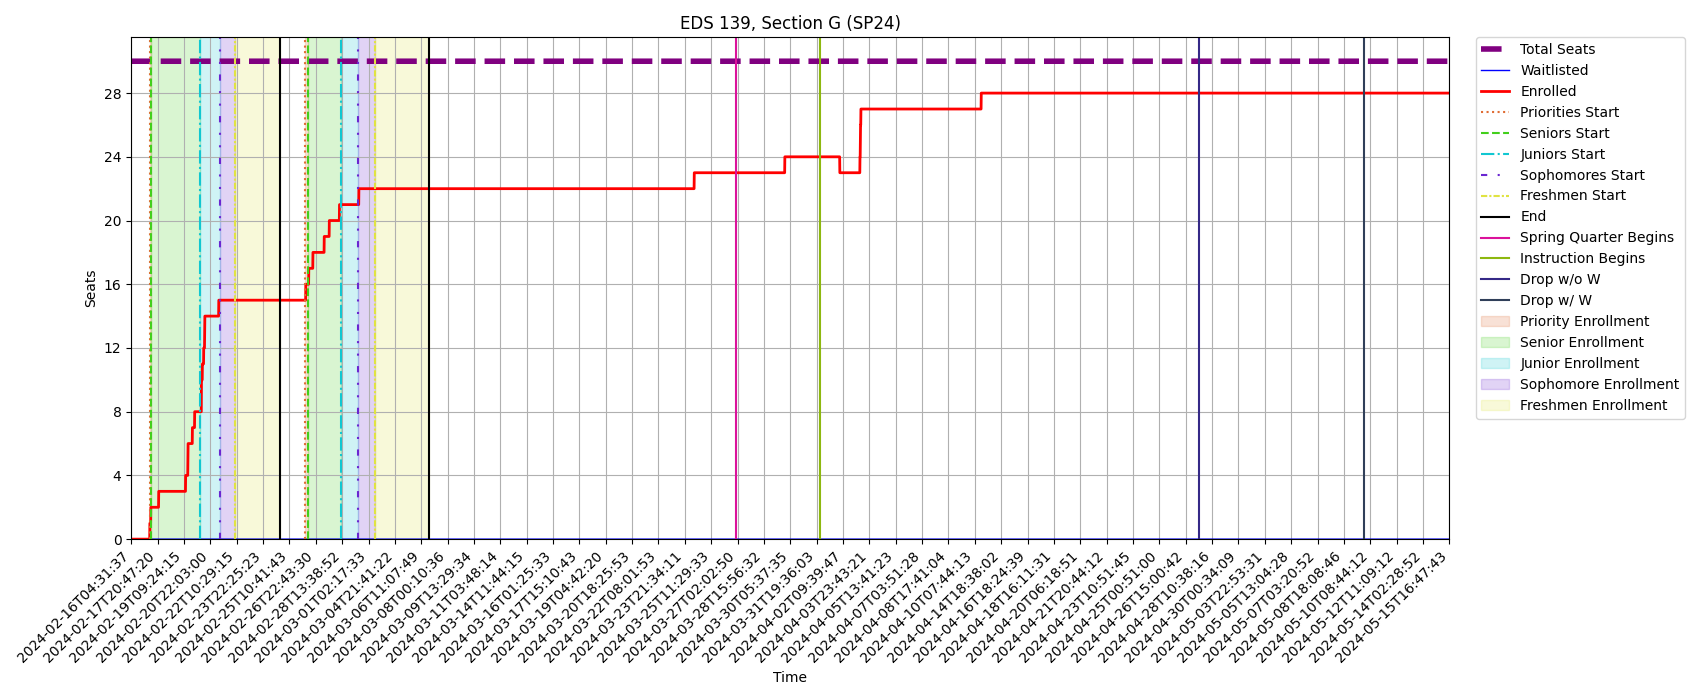 EDS 139, Section G (SP24)
Seats
28
24
20
16
12
8
4
0
2024-02-16T04:31:37
2024-02-17T20:47:20
2024-02-19T09:24:15
2024-02-20T22:03:00
2024-02-22T10:29:15
2024-02-23T22:25:23
2024-02-25T10:41:43
2024-02-26T22:43:30
2024-02-28T13:38:52
2024-03-01T02:17:33
2024-03-04T21:41:22
2024-03-06T11:07:49
2024-03-08T00:10:36
2024-03-09T13:29:34
2024-03-11T03:48:14
2024-03-14T11:44:15
2024-03-16T01:25:33
2024-03-17T15:10:43
2024-03-19T04:42:20
2024-03-20T18:25:53
2024-03-22T08:01:53
2024-03-23T21:34:11
2024-03-25T11:29:33
2024-03-27T02:02:50
2024-03-28T15:56:32
2024-03-30T05:37:35
2024-03-31T19:36:03
2024-04-02T09:39:47
2024-04-03T23:43:21
2024-04-05T13:41:23
2024-04-07T03:51:28
2024-04-08T17:41:04
2024-04-10T07:44:13
2024-04-14T18:38:02
2024-04-16T18:24:39
2024-04-18T16:11:31
2024-04-20T06:18:51
2024-04-21T20:44:12
2024-04-23T10:51:45
2024-04-25T00:51:00
2024-04-26T15:00:42
2024-04-28T10:38:16
2024-04-30T00:34:09
2024-05-03T22:53:31
2024-05-05T13:04:28
2024-05-07T03:20:52
2024-05-08T18:08:46
2024-05-10T08:44:12
2024-05-12T11:09:12
2024-05-14T02:28:52
2024-05-15T16:47:43
Time
Total Seats
Waitlisted
Enrolled
Priorities Start
Seniors Start
Juniors Start
Sophomores Start
Freshmen Start
End
Spring Quarter Begins
Instruction Begins
Drop w/o W
Drop w/ W
Priority Enrollment
Senior Enrollment
Junior Enrollment
Sophomore Enrollment
Freshmen Enrollment